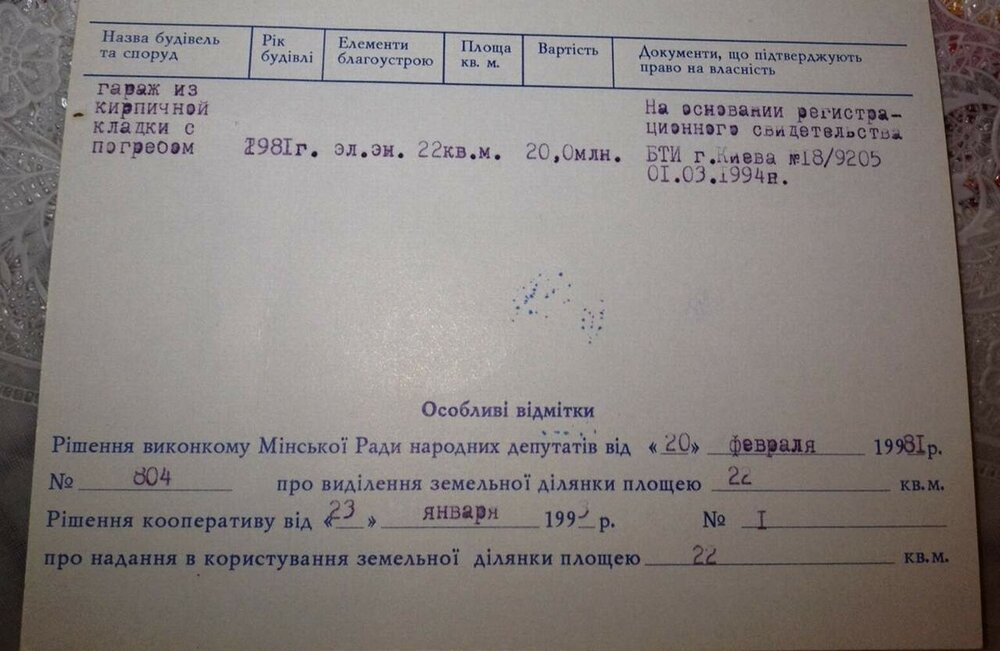 Назва будівель та споруд
Рік будівлі
Елементи благоустрою
Площа кв. м.
Вартість
Документи, що підтверджують право на власність
гараж из
кирпичной
кладки с
погребом 1981г. эл.эн. 22кв.м. 20,0млн.
На основании регистра-
ционного свидетельства
БТИ г.Киева №18/9205
01.03.1994н.
Особливі відмітки
Рішення виконкому Мінської Ради народних депутатів від «20» февраля 19981р.
№ 804 про виділення земельної ділянки площею 22 кв.м.
Рішення кооперативу від «23» января 1993 р. № I
про надання в користування земельної ділянки площею 22 кв.м.